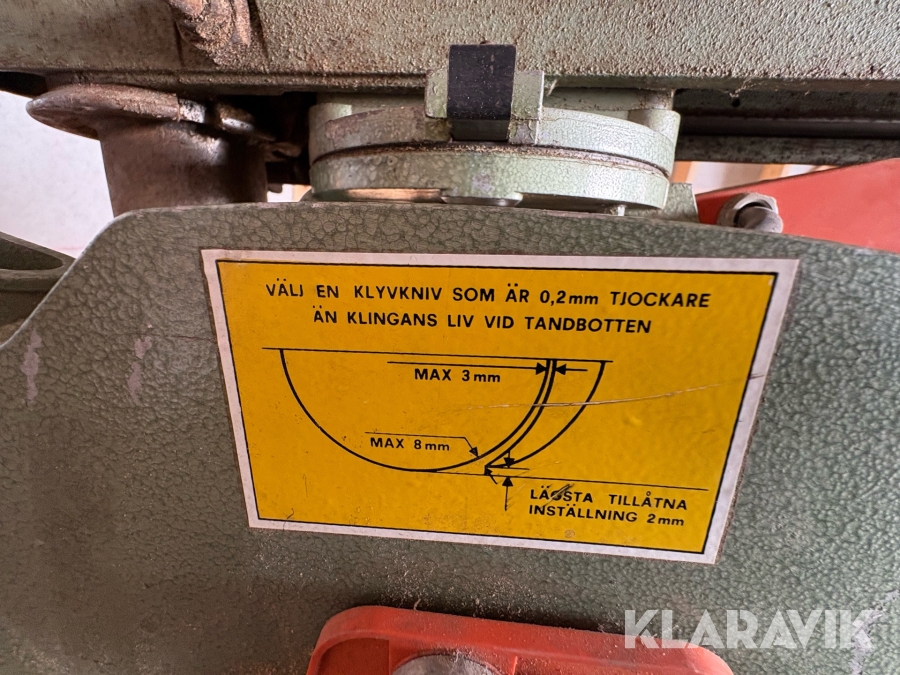 VÄLJ EN KLYVKNIV SOM ÄR 0,2mm TJOCKARE
ÄN KLINGANS LIV VID TANDBOTTEN
MAX 3mm
MAX 8mm
LÄGSTA TILLÅTNA
INSTÄLLNING 2mm
KLARAVIK